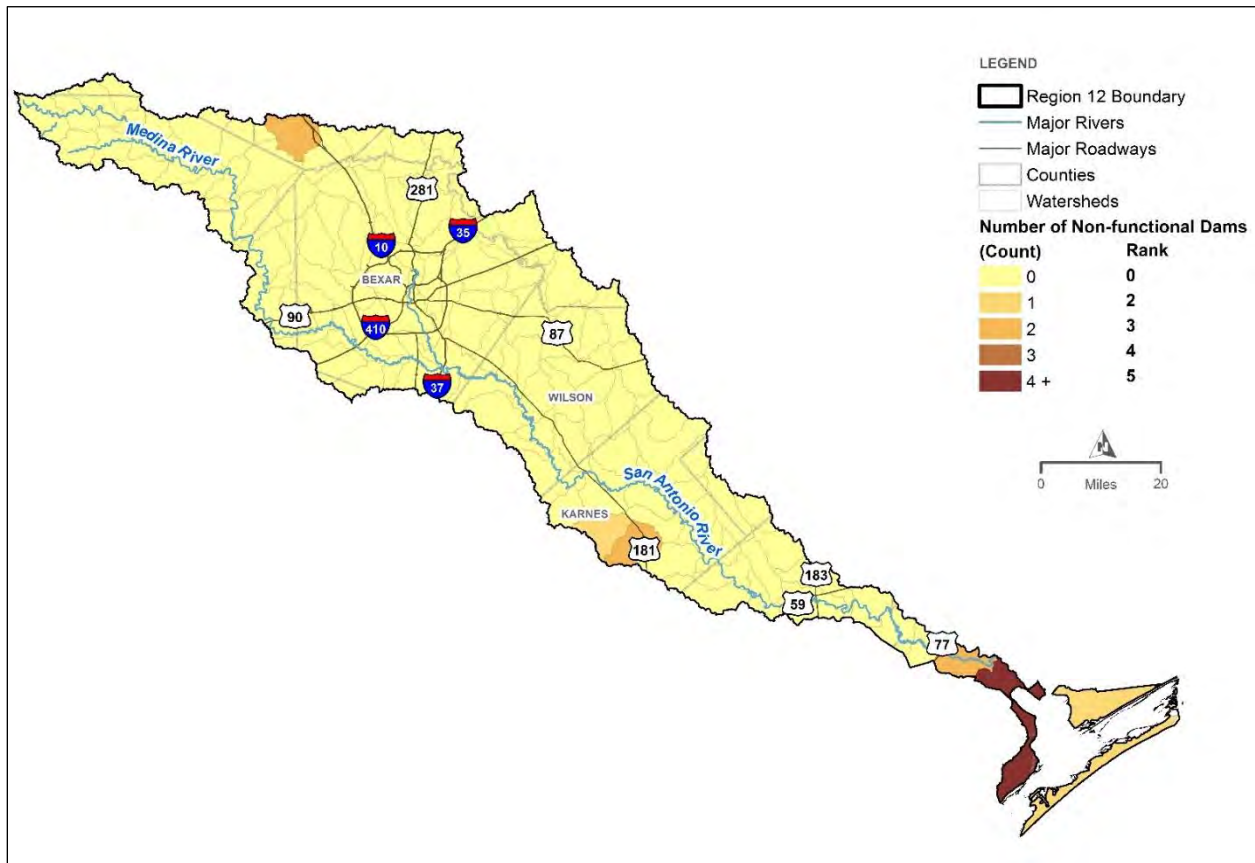 LEGEND
Region 12 Boundary
Major Rivers
Major Roadways
Counties
Watersheds
Number of Non-functional Dams
(Count) Rank
0 0
1 2
2 3
3 4
4 + 5
0 Miles 20
Medina River
281
35
10
BEXAR
90
410
87
37
WILSON
San Antonio River
KARNES
181
183
59
77